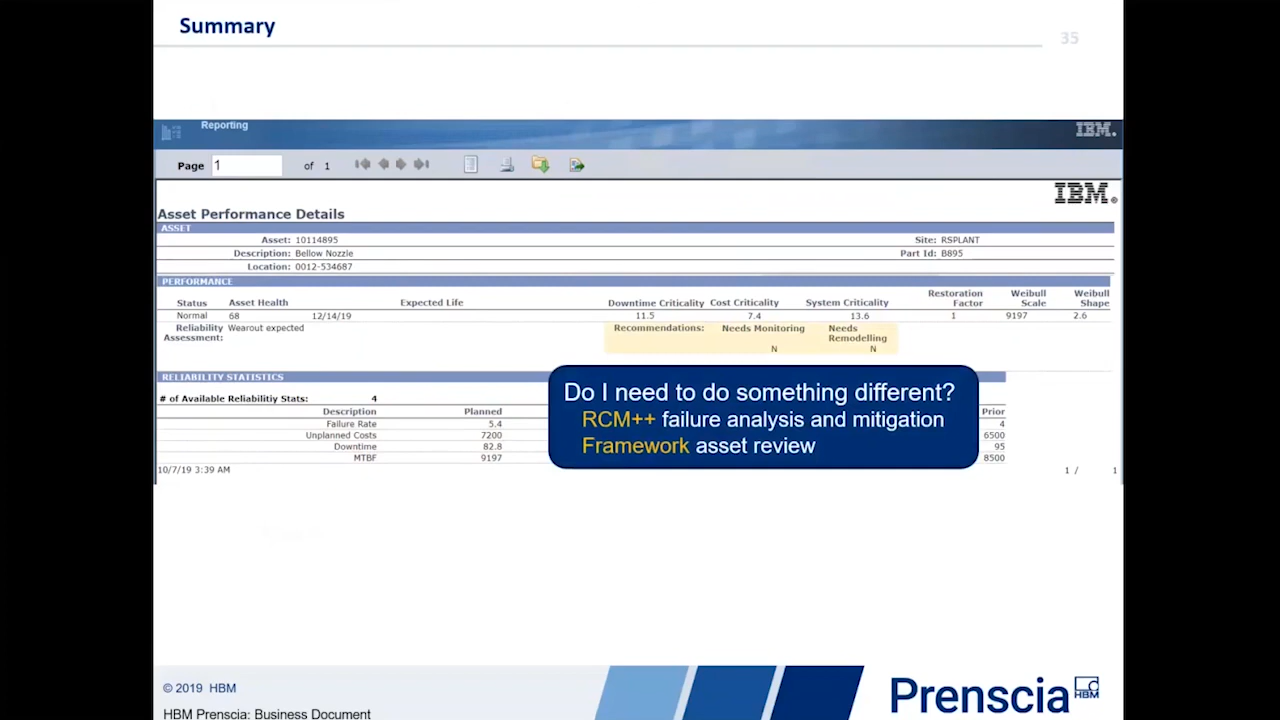 Summary
35
Reporting
IBM.
Page 1 of 1
IBM
Asset Performance Details
ASSET
Asset: 10114895 Site: RSPLANT
Description: Bellow Nozzle Part Id: B895
Location: 0012-534687
PERFORMANCE
Status Asset Health Expected Life Downtime Criticality Cost Criticality System Criticality Restoration Factor Weibull Scale Weibull Shape
Normal 68 12/14/19 11.5 7.4 13.6 1 9197 2.6
Reliability Assessment: Wearout expected Recommendations: Needs Monitoring Needs Remodelling
N N
RELIABILITY STATISTICS
# of Available Reliabilitiy Stats: 4
Description Planned Prior
Failure Rate 5.4 4
Unplanned Costs 7200 6500
Downtime 82.8 95
MTBF 9197 8500
10/7/19 3:39 AM 1 / 1
Do I need to do something different?
RCM++ failure analysis and mitigation
Framework asset review
© 2019 HBM
HBM Prenscia: Business Document
Prenscia HBM